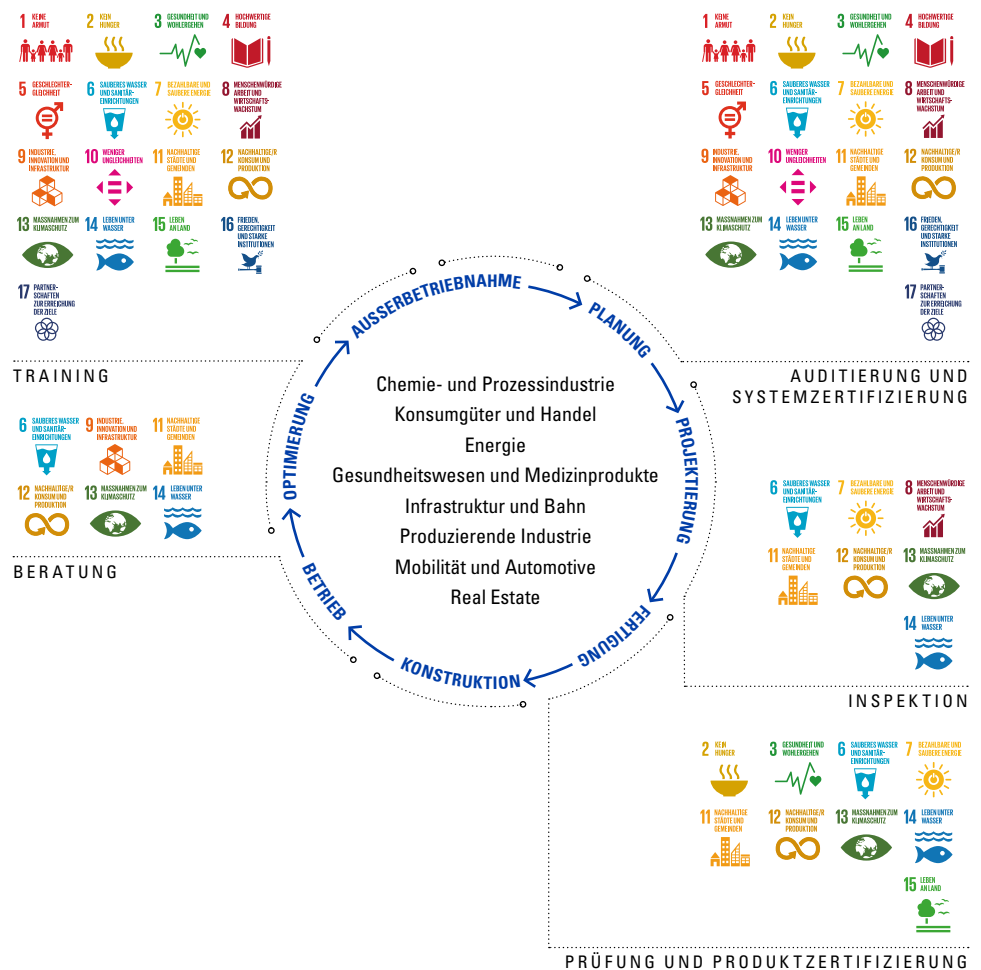 1 KEINE
ARMUT
2 KEIN
HUNGER
3 GESUNDHEIT UND
WOHLERGEHEN
4 HOCHWERTIGE
BILDUNG
5 GESCHLECHTER-
GLEICHHEIT
6 SAUBERES WASSER
UND SANITÄR-
EINRICHTUNGEN
7 BEZAHLBARE UND
SAUBERE ENERGIE
8 MENSCHENWÜRDIGE
ARBEIT UND
WIRTSCHAFTS-
WACHSTUM
9 INDUSTRIE,
INNOVATION UND
INFRASTRUKTUR
10 WENIGER
UNGLEICHHEITEN
11 NACHHALTIGE
STÄDTE UND
GEMEINDEN
12 NACHHALTIGE/R
KONSUM UND
PRODUKTION
13 MASSNAHMEN ZUM
KLIMASCHUTZ
14 LEBEN UNTER
WASSER
15 LEBEN
AN LAND
16 FRIEDEN,
GERECHTIGKEIT
UND STARKE
INSTITUTIONEN
17 PARTNER-
SCHAFTEN
ZUR ERREICHUNG
DER ZIELE
TRAINING
1 KEINE
ARMUT
2 KEIN
HUNGER
3 GESUNDHEIT UND
WOHLERGEHEN
4 HOCHWERTIGE
BILDUNG
5 GESCHLECHTER-
GLEICHHEIT
6 SAUBERES WASSER
UND SANITÄR-
EINRICHTUNGEN
7 BEZAHLBARE UND
SAUBERE ENERGIE
8 MENSCHENWÜRDIGE
ARBEIT UND
WIRTSCHAFTS-
WACHSTUM
9 INDUSTRIE,
INNOVATION UND
INFRASTRUKTUR
10 WENIGER
UNGLEICHHEITEN
11 NACHHALTIGE
STÄDTE UND
GEMEINDEN
12 NACHHALTIGE/R
KONSUM UND
PRODUKTION
13 MASSNAHMEN ZUM
KLIMASCHUTZ
14 LEBEN UNTER
WASSER
15 LEBEN
AN LAND
16 FRIEDEN,
GERECHTIGKEIT
UND STARKE
INSTITUTIONEN
17 PARTNER-
SCHAFTEN
ZUR ERREICHUNG
DER ZIELE
AUDITIERUNG UND
SYSTEMZERTIFIZIERUNG
AUSSERBETRIEBNAHME
PLANUNG
PROJEKTIERUNG
FERTIGUNG
KONSTRUKTION
BETRIEB
OPTIMIERUNG
Chemie- und Prozessindustrie
Konsumgüter und Handel
Energie
Gesundheitswesen und Medizinprodukte
Infrastruktur und Bahn
Produzierende Industrie
Mobilität und Automotive
Real Estate
6 SAUBERES WASSER
UND SANITÄR-
EINRICHTUNGEN
9 INDUSTRIE,
INNOVATION UND
INFRASTRUKTUR
11 NACHHALTIGE
STÄDTE UND
GEMEINDEN
12 NACHHALTIGE/R
KONSUM UND
PRODUKTION
13 MASSNAHMEN ZUM
KLIMASCHUTZ
14 LEBEN UNTER
WASSER
BERATUNG
6 SAUBERES WASSER
UND SANITÄR-
EINRICHTUNGEN
7 BEZAHLBARE UND
SAUBERE ENERGIE
8 MENSCHENWÜRDIGE
ARBEIT UND
WIRTSCHAFTS-
WACHSTUM
11 NACHHALTIGE
STÄDTE UND
GEMEINDEN
12 NACHHALTIGE/R
KONSUM UND
PRODUKTION
13 MASSNAHMEN ZUM
KLIMASCHUTZ
14 LEBEN UNTER
WASSER
INSPEKTION
2 KEIN
HUNGER
3 GESUNDHEIT UND
WOHLERGEHEN
6 SAUBERES WASSER
UND SANITÄR-
EINRICHTUNGEN
7 BEZAHLBARE UND
SAUBERE ENERGIE
11 NACHHALTIGE
STÄDTE UND
GEMEINDEN
12 NACHHALTIGE/R
KONSUM UND
PRODUKTION
13 MASSNAHMEN ZUM
KLIMASCHUTZ
14 LEBEN UNTER
WASSER
15 LEBEN
AN LAND
PRÜFUNG UND PRODUKTZERTIFIZIERUNG